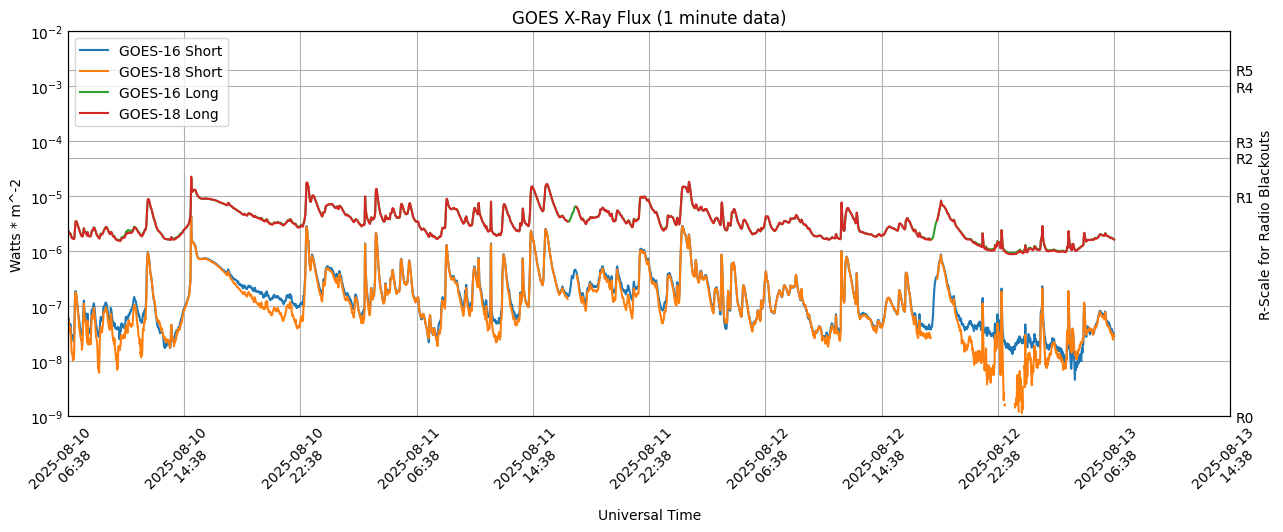 GOES X-Ray Flux (1 minute data)
GOES-16 Short
GOES-18 Short
GOES-16 Long
GOES-18 Long
Watts * m^-2
10⁻²
10⁻³
10⁻⁴
10⁻⁵
10⁻⁶
10⁻⁷
10⁻⁸
10⁻⁹
R5
R4
R3
R2
R1
R0
R-Scale for Radio Blackouts
2025-08-10
06:38
2025-08-10
14:38
2025-08-10
22:38
2025-08-11
06:38
2025-08-11
14:38
2025-08-11
22:38
2025-08-12
06:38
2025-08-12
14:38
2025-08-12
22:38
2025-08-13
06:38
2025-08-13
14:38
Universal Time